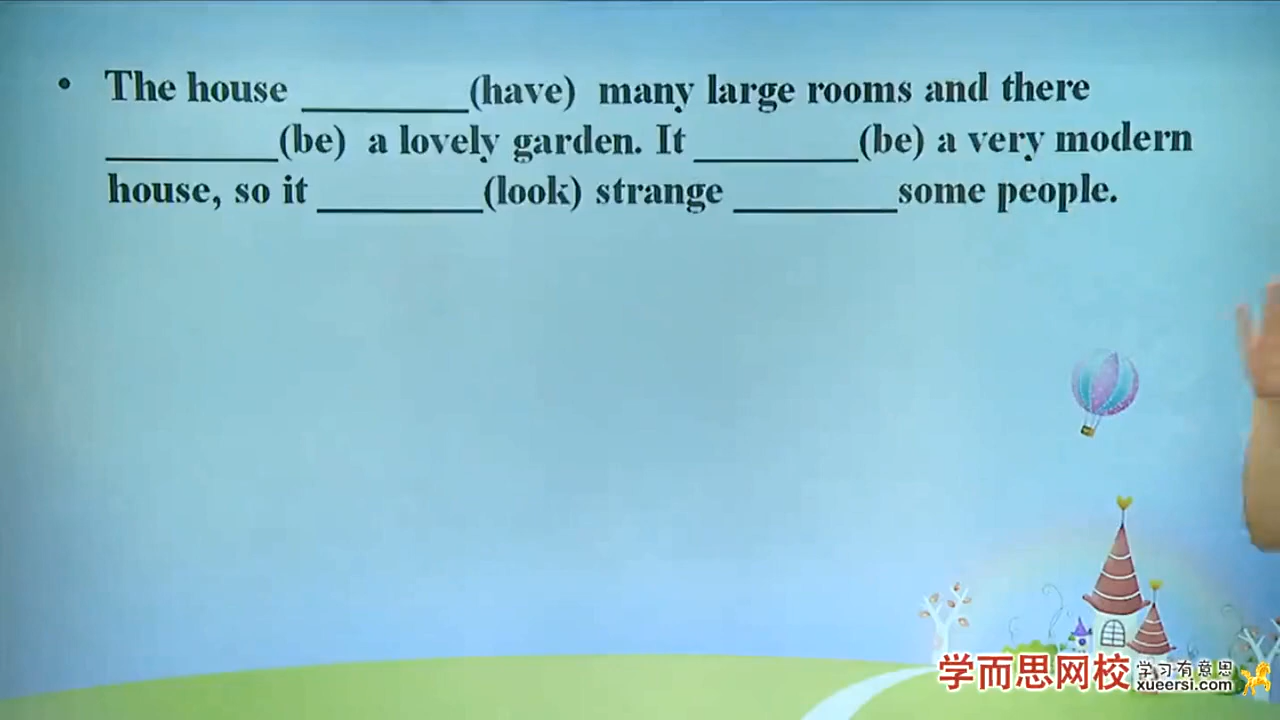 • The house ________(have) many large rooms and there
________(be) a lovely garden. It ________(be) a very modern
house, so it ________(look) strange ________some people.
学而思网校 学习有意思
xueersi.com